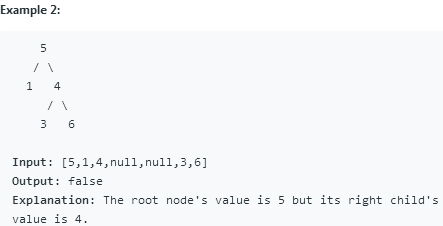 Example 2:
5
/ \
1 4
/ \
3 6
Input: [5,1,4,null,null,3,6]
Output: false
Explanation: The root node's value is 5 but its right child's
value is 4.